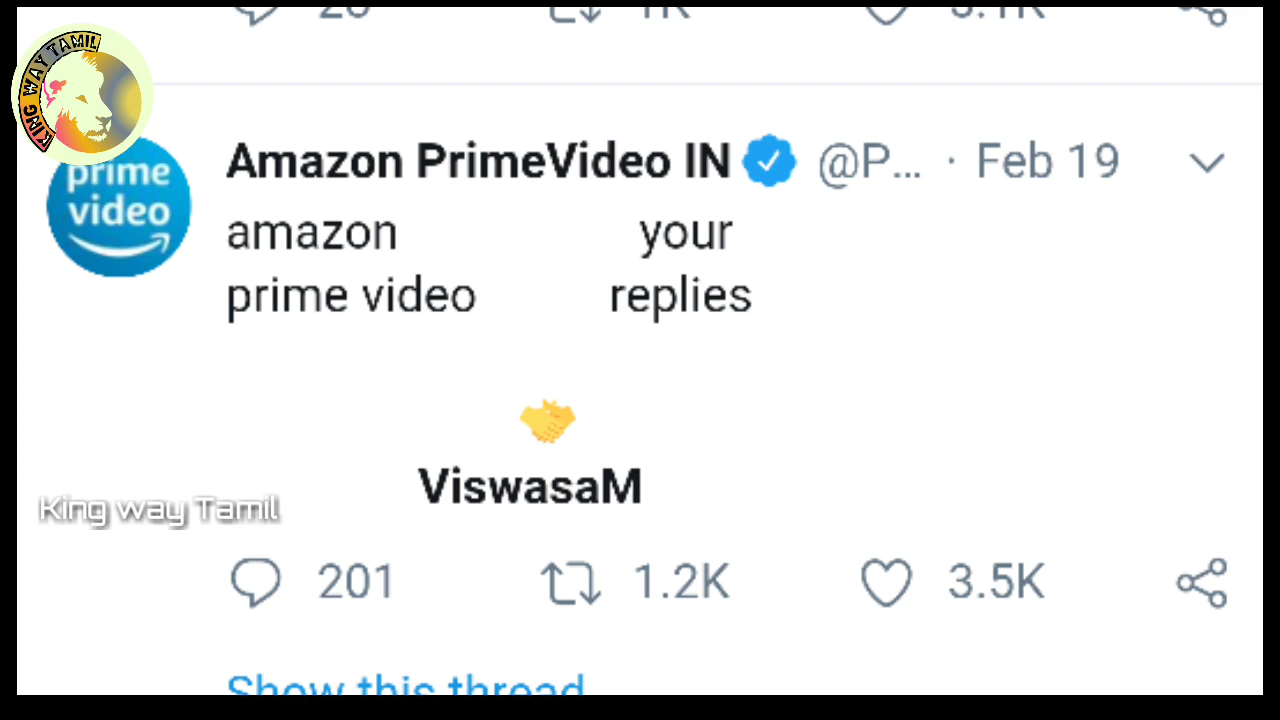 KING WAY TAMIL
prime
video
Amazon PrimeVideo IN @P... · Feb 19
amazon your
prime video replies
🤝
ViswasaM
King way Tamil
201 1.2K 3.5K
Show this thread